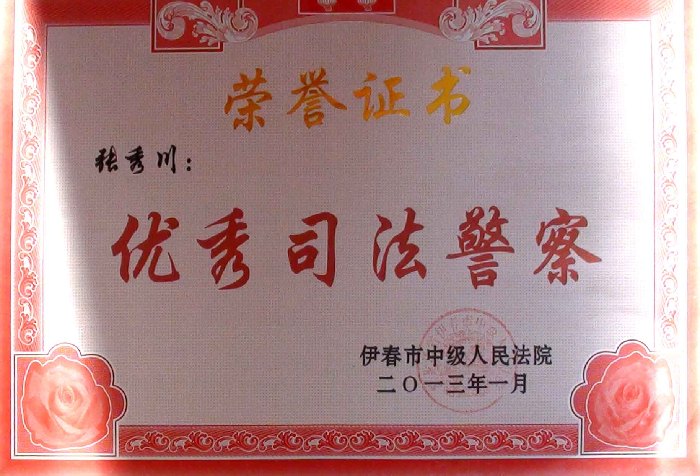 荣誉证书
张秀川：
优秀司法警察
伊春市中级人民法院
二〇一三年一月